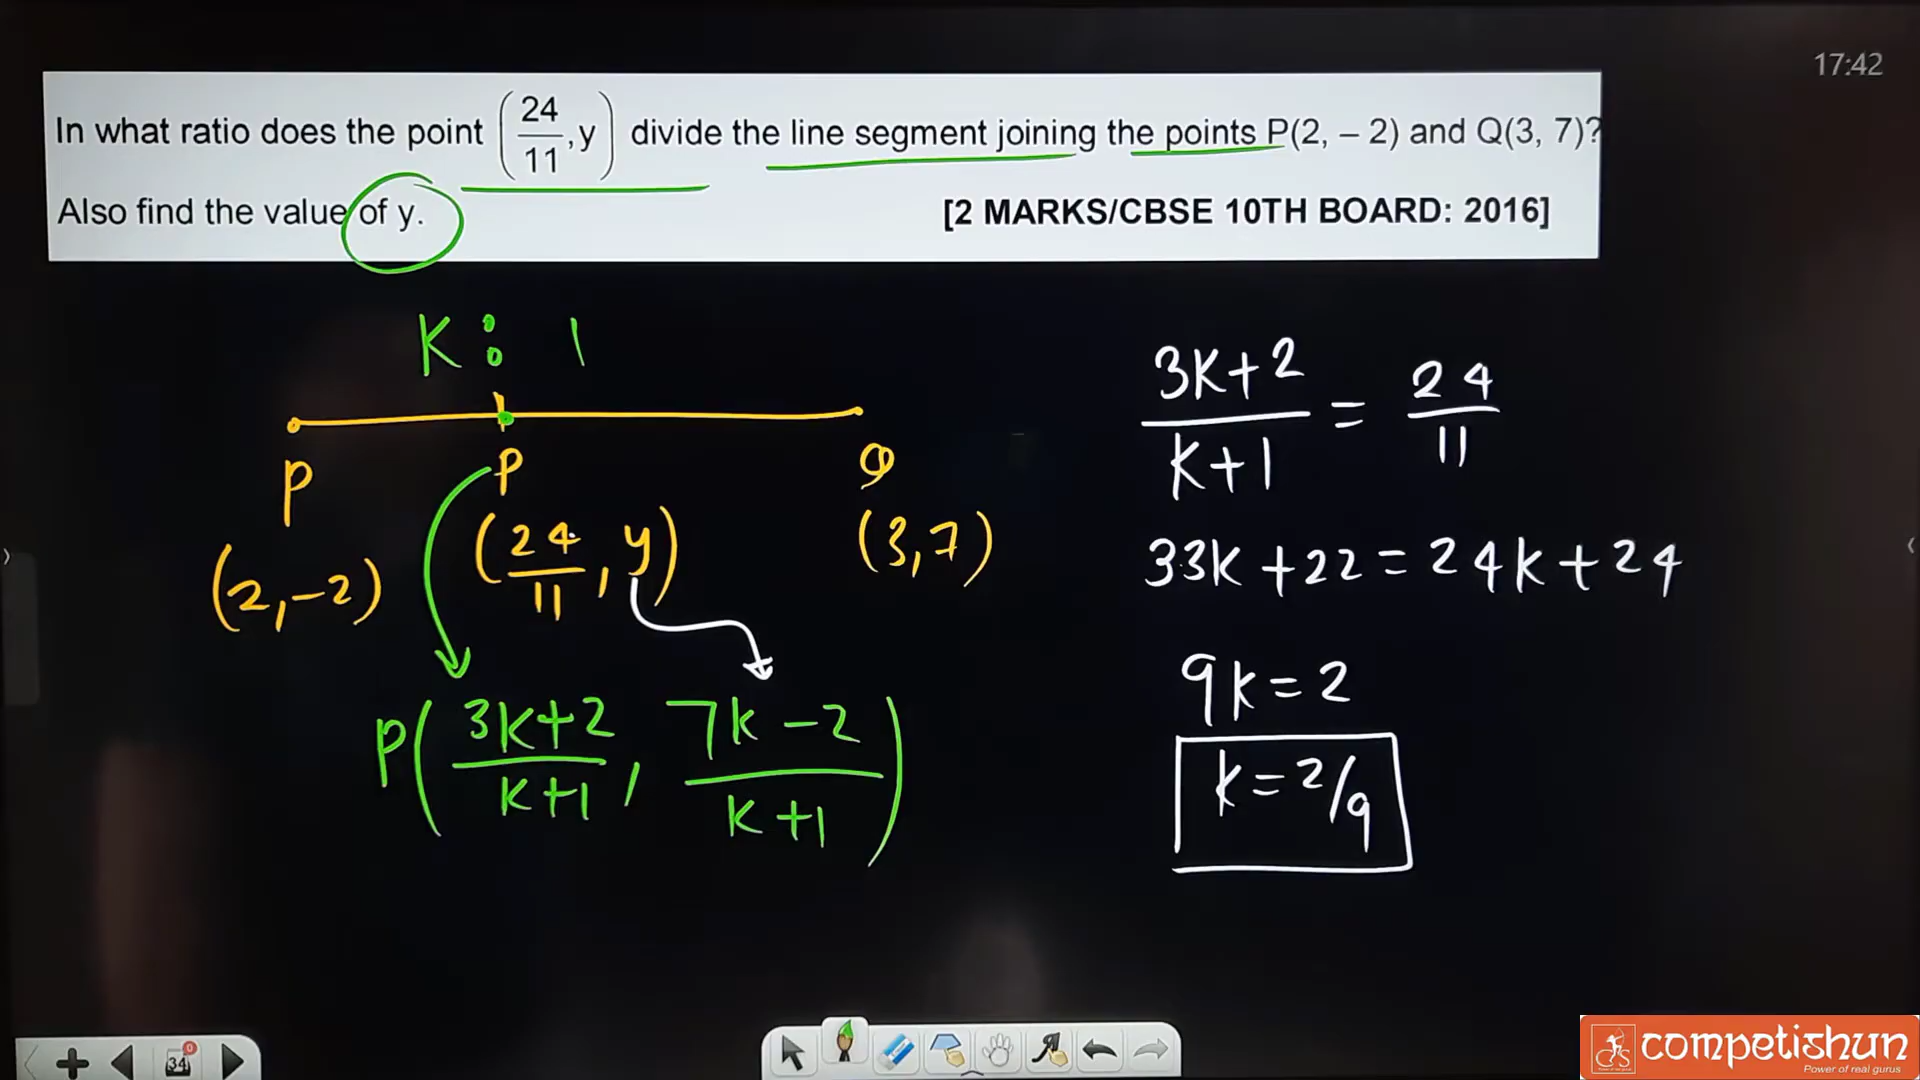 17:42
In what ratio does the point (24/11, y) divide the line segment joining the points P(2, – 2) and Q(3, 7)?
Also find the value of y. [2 MARKS/CBSE 10TH BOARD: 2016]
K : 1
P P Q
(2,-2) (24/11, y) (3,7)
P(3k+2/k+1, 7k-2/k+1)
3k+2/k+1 = 24/11
33k+22=24k+24
9k=2
k=2/9
34 0
competishun
Power of real gurus